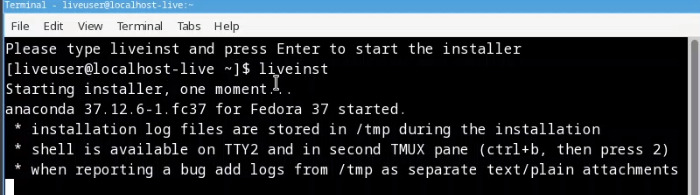 Terminal - liveuser@localhost-live:~
File Edit View Terminal Tabs Help
Please type liveinst and press Enter to start the installer
[liveuser@localhost-live ~]$ liveinst
Starting installer, one moment...
anaconda 37.12.6-1.fc37 for Fedora 37 started.
* installation log files are stored in /tmp during the installation
* shell is available on TTY2 and in second TMUX pane (ctrl+b, then press 2)
* when reporting a bug add logs from /tmp as separate text/plain attachments